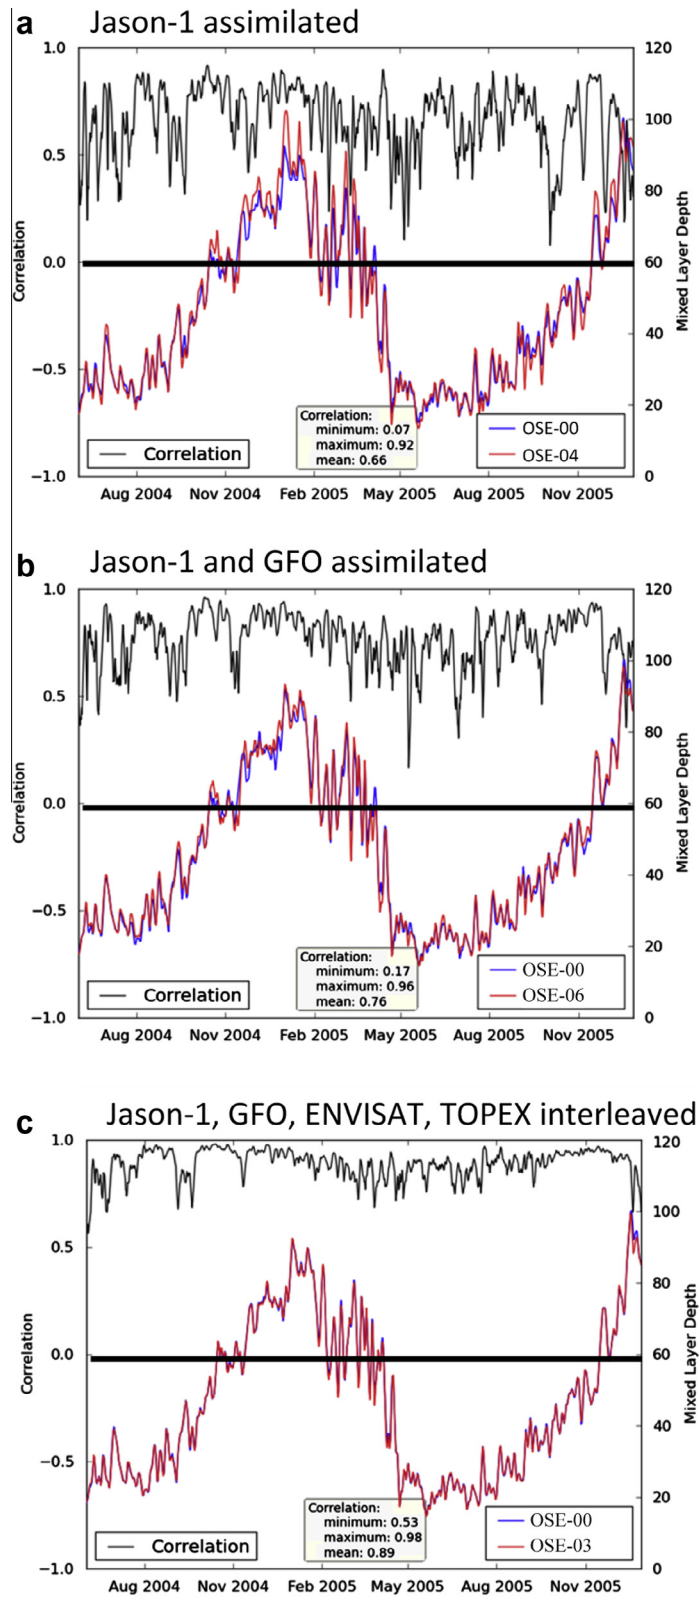 a Jason-1 assimilated
1.0
0.5
0.0
−0.5
−1.0
Correlation
120
100
80
60
40
20
0
Mixed Layer Depth
Correlation:
minimum: 0.07
maximum: 0.92
mean: 0.66
Correlation
OSE-00
OSE-04
Aug 2004 Nov 2004 Feb 2005 May 2005 Aug 2005 Nov 2005
b Jason-1 and GFO assimilated
1.0
0.5
0.0
−0.5
−1.0
Correlation
120
100
80
60
40
20
0
Mixed Layer Depth
Correlation:
minimum: 0.17
maximum: 0.96
mean: 0.76
Correlation
OSE-00
OSE-06
Aug 2004 Nov 2004 Feb 2005 May 2005 Aug 2005 Nov 2005
c Jason-1, GFO, ENVISAT, TOPEX interleaved
1.0
0.5
0.0
−0.5
−1.0
Correlation
120
100
80
60
40
20
0
Mixed Layer Depth
Correlation:
minimum: 0.53
maximum: 0.98
mean: 0.89
Correlation
OSE-00
OSE-03
Aug 2004 Nov 2004 Feb 2005 May 2005 Aug 2005 Nov 2005